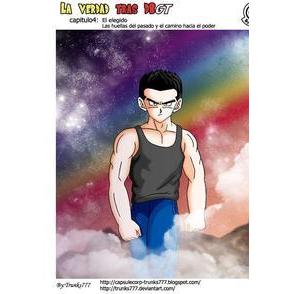 LA VERDAD TRAS DBGT
capitulo4: El elegido
Las huellas del pasado y el camino hacia el poder
By:Trunks777
http://capsulecorp-trunks777.blogspot.com/
http://trunks777.deviantart.com/